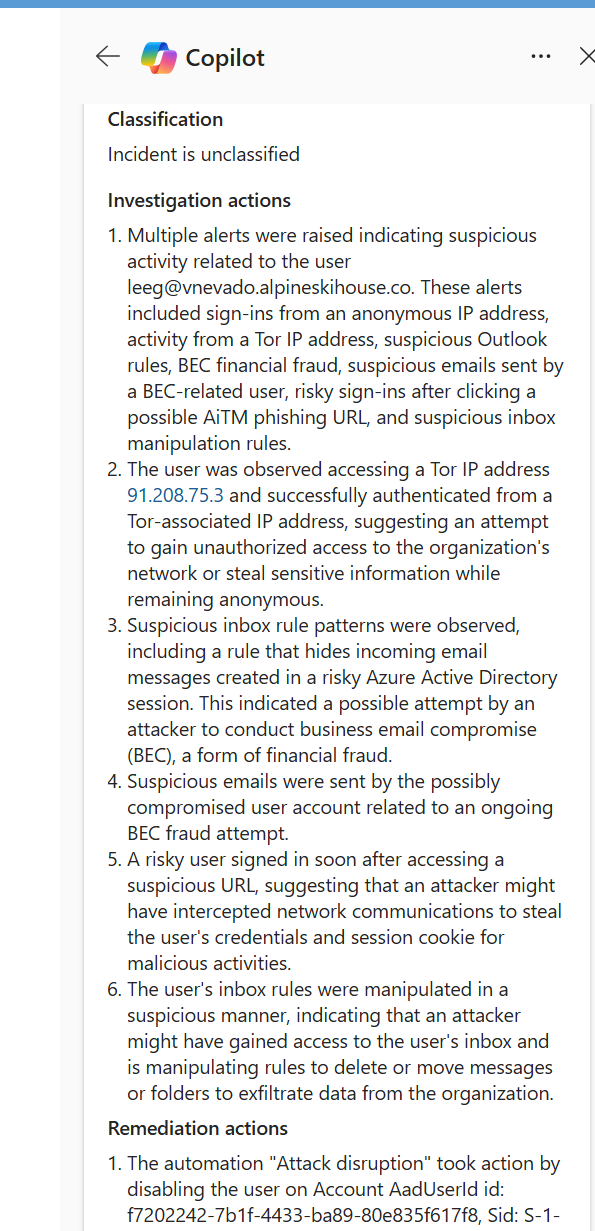 Copilot
Classification
Incident is unclassified
Investigation actions
1. Multiple alerts were raised indicating suspicious
activity related to the user
leeg@vnevado.alpineskihouse.co. These alerts
included sign-ins from an anonymous IP address,
activity from a Tor IP address, suspicious Outlook
rules, BEC financial fraud, suspicious emails sent by
a BEC-related user, risky sign-ins after clicking a
possible AiTM phishing URL, and suspicious inbox
manipulation rules.
2. The user was observed accessing a Tor IP address
91.208.75.3 and successfully authenticated from a
Tor-associated IP address, suggesting an attempt
to gain unauthorized access to the organization's
network or steal sensitive information while
remaining anonymous.
3. Suspicious inbox rule patterns were observed,
including a rule that hides incoming email
messages created in a risky Azure Active Directory
session. This indicated a possible attempt by an
attacker to conduct business email compromise
(BEC), a form of financial fraud.
4. Suspicious emails were sent by the possibly
compromised user account related to an ongoing
BEC fraud attempt.
5. A risky user signed in soon after accessing a
suspicious URL, suggesting that an attacker might
have intercepted network communications to steal
the user's credentials and session cookie for
malicious activities.
6. The user's inbox rules were manipulated in a
suspicious manner, indicating that an attacker
might have gained access to the user's inbox and
is manipulating rules to delete or move messages
or folders to exfiltrate data from the organization.
Remediation actions
1. The automation "Attack disruption" took action by
disabling the user on Account AadUserId id:
f7202242-7b1f-4433-ba89-80e835f617f8, Sid: S-1-